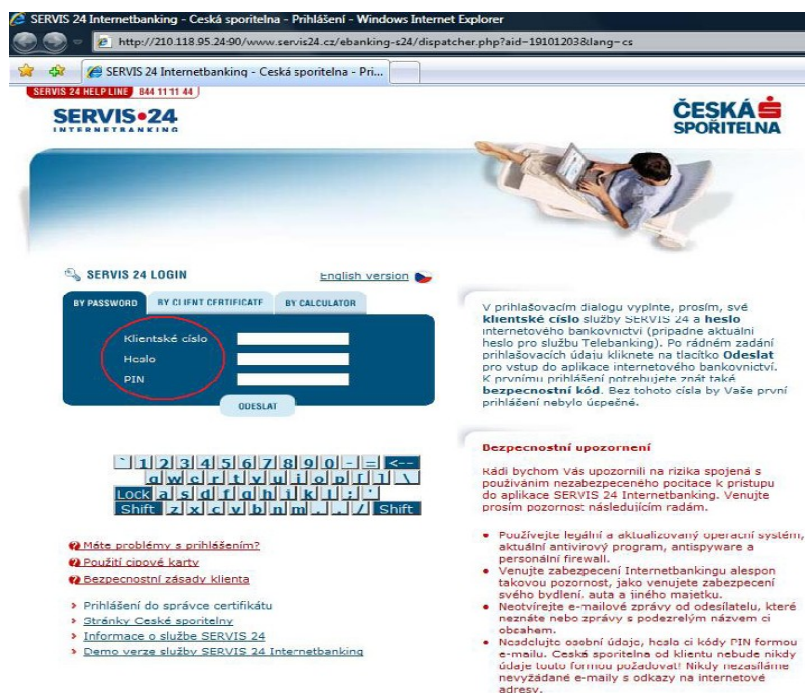 SERVIS 24 Internetbanking - Ceská sporitelna - Prihlášení - Windows Internet Explorer
http://210.118.95.24:90/www.servis24.cz/ebanking-s24/dispatcher.php?aid=19101203&lang=cs
SERVIS 24 Internetbanking - Ceská sporitelna - Pri...
SERVIS 24 HELP LINE 844 11 11 44
SERVIS 24
INTERNETBANKING
ČESKÁ
SPOŘITELNA
SERVIS 24 LOGIN
English version
BY PASSWORD
BY CLIENT CERTIFICATE
BY CALCULATOR
Klientské císlo
Heslo
PIN
ODESLAT
` 1 2 3 4 5 6 7 8 9 0 - = <--
q w e r t y u i o p [ ] \
Lock a s d f g h j k l ; '
Shift z x c v b n m , . / Shift
Máte problémy s prihlášením?
Použití cipové karty
Bezpecnostní zásady klienta
Prihlášení do správce certifikátu
Stránky Ceské sporitelny
Informace o službe SERVIS 24
Demo verze služby SERVIS 24 Internetbanking
V prihlašovacím dialogu vyplnte, prosím, své
klientské císlo služby SERVIS 24 a heslo
internetového bankovnictvi (pripadne aktuálni
heslo pro službu Telebanking). Po rádném zadání
prihlašovacích údaju kliknete na tlacítko Odeslat
pro vstup do aplikace internetového bankovnictví.
K prvnímu prihlášení potrebujete znát také
bezpecnostní kód. Bez tohoto císla by Vaše první
prihlášení nebylo úspečné.
Bezpecnostní upozornení
Rádi bychom Vás upozornili na rizika spojená s
používáním nezabezpeceného pocitace k prístupu
do aplikace SERVIS 24 Internetbanking. Venujte
prosím pozornost následujícím radám.
Používejte legální a aktualizovaný operacní systém,
aktuální antivirový program, antispyware a
personální firewall.
Venujte zabezpecení Internetbankingu alespon
takovou pozornost, jako venujete zabezpecení
svého bydlení, auta a jiného majetku.
Neotvírejte e-mailové zprávy od odesílatelu, které
neznáte nebo zprávy s podezrelým názvem ci
obsahem.
Nesdelujte osobní údaje, hesla ci kódy PIN formou
e-mailu. Ceská sporitelna od klientu nebude nikdy
údaje touto formou požadovat! Nikdy nezasíláme
nevyžádané e-maily s odkazy na internetové
adresy.